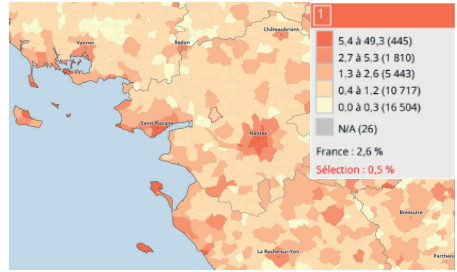 1
5,4 à 49,3 (445)
2.7 à 5.3 (1 810)
1.3 à 2.6 (5 443)
0,4 à 1,2 (10 717)
0,0 à 0,3 (16 504)
N/A (26)
France : 2,6 %
Sélection : 0,5 %
Châteaubriant
Vannes
Redon
Saint-Nazaire
Nantes
Bressuire
La Roche-sur-Yon
Parthena